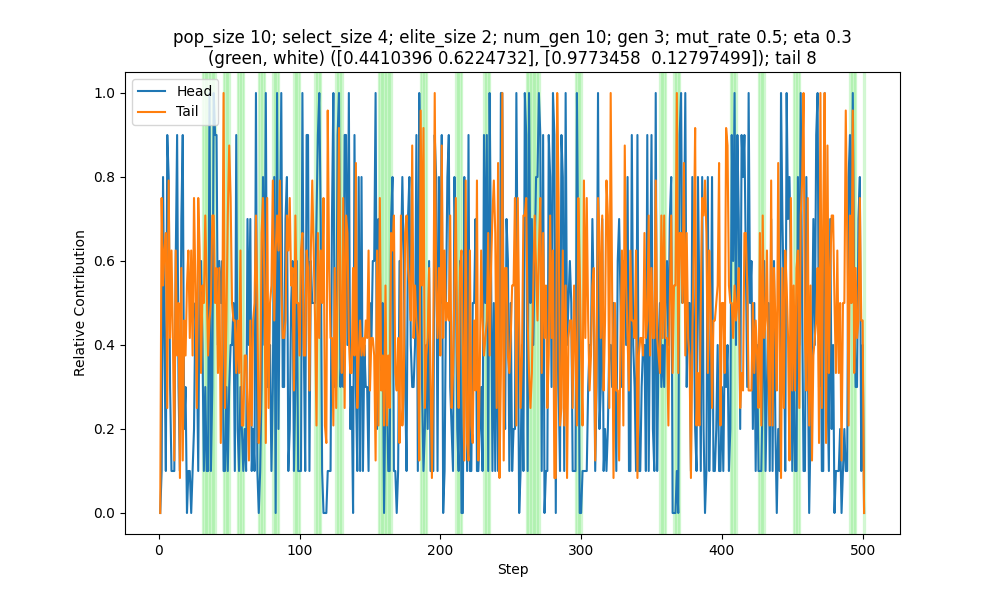 pop_size 10; select_size 4; elite_size 2; num_gen 10; gen 3; mut_rate 0.5; eta 0.3
(green, white) ([0.4410396 0.6224732], [0.9773458  0.12797499]); tail 8
Head
Tail
1.0
0.8
0.6
0.4
0.2
0.0
Relative Contribution
0 100 200 300 400 500
Step